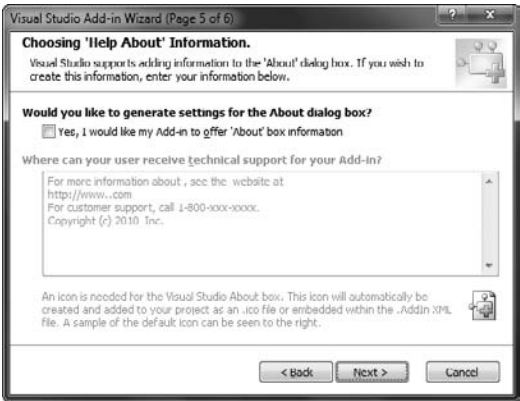 Visual Studio Add-in Wizard (Page 5 of 6)
Choosing 'Help About' Information.
Visual Studio supports adding information to the 'About' dialog box. If you wish to
create this information, enter your information below.
Would you like to generate settings for the About dialog box?
Yes, I would like my Add-in to offer 'About' box information
Where can your user receive technical support for your Add-in?
For more information about , see the website at
http://www..com
For customer support, call 1-800-xxx-xxxx.
Copyright (c) 2010 Inc.
An icon is needed for the Visual Studio About box. This icon will automatically be
created and added to your project as an .ico file or embedded within the .AddIn XML
file. A sample of the default icon can be seen to the right.
< Back
Next >
Cancel